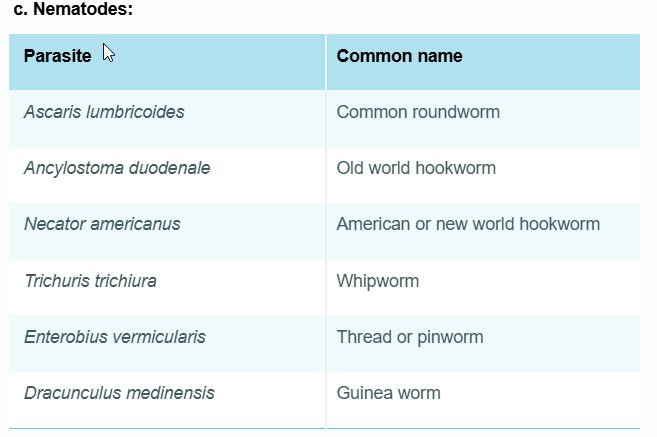 c. Nematodes:
Parasite Common name
Ascaris lumbricoides Common roundworm
Ancylostoma duodenale Old world hookworm
Necator americanus American or new world hookworm
Trichuris trichiura Whipworm
Enterobius vermicularis Thread or pinworm
Dracunculus medinensis Guinea worm